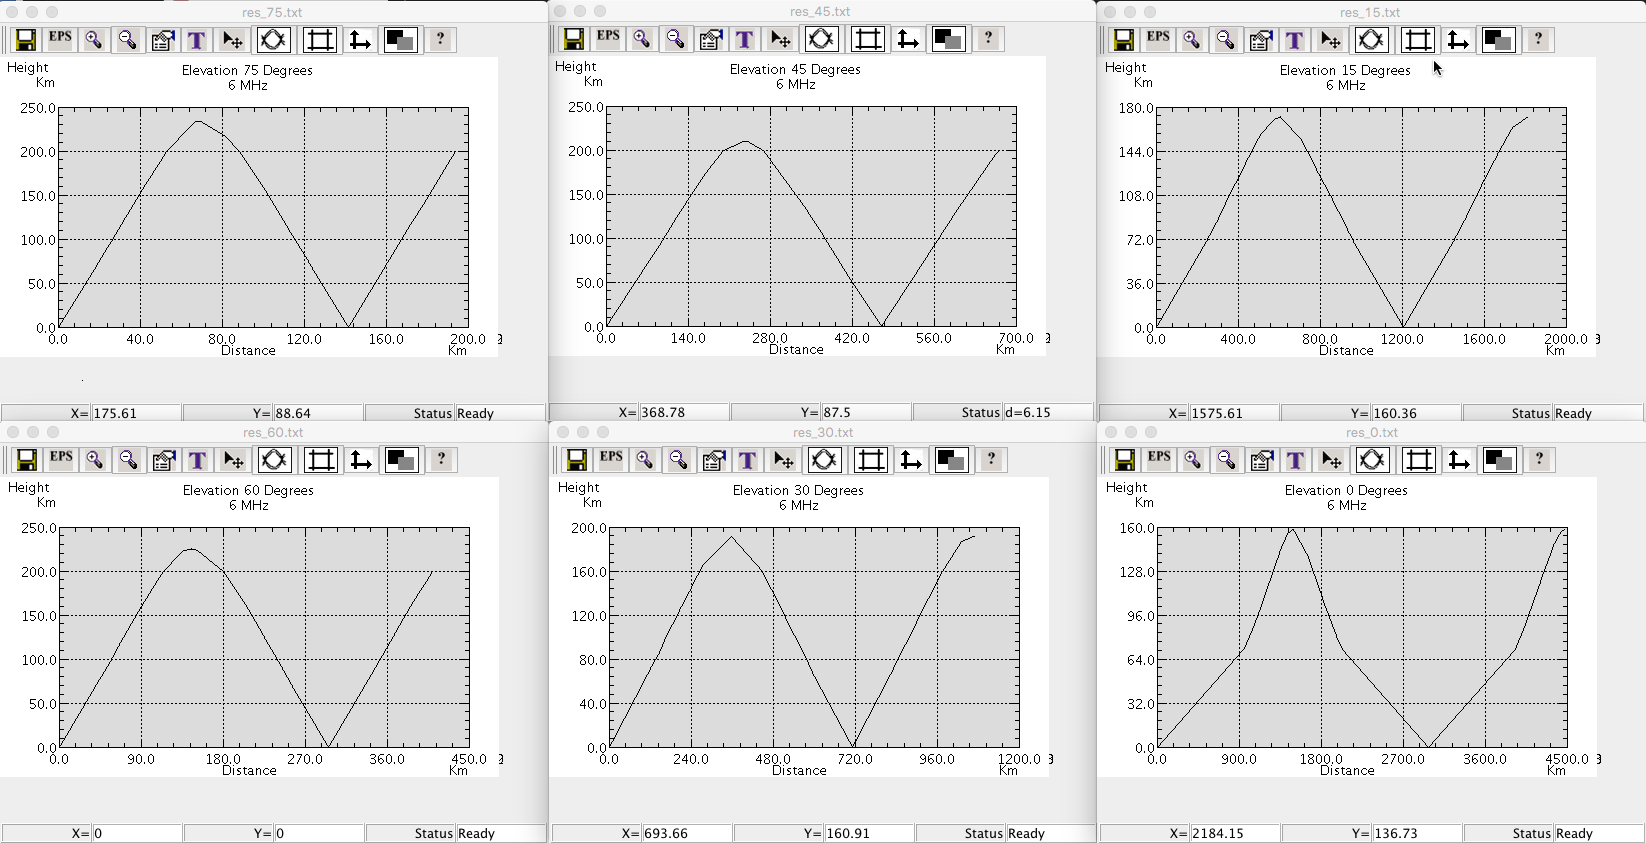 res_75.txt
EPS T ?
Height
Km
Elevation 75 Degrees
6 MHz
250.0
200.0
150.0
100.0
50.0
0.0
0.0 40.0 80.0 120.0 160.0 200.0
Distance Km
X= 175.61 Y= 88.64 Status Ready
res_45.txt
EPS T ?
Height
Km
Elevation 45 Degrees
6 MHz
250.0
200.0
150.0
100.0
50.0
0.0
0.0 140.0 280.0 420.0 560.0 700.0
Distance Km
X= 368.78 Y= 87.5 Status d=6.15
res_15.txt
EPS T ?
Height
Km
Elevation 15 Degrees
6 MHz
180.0
144.0
108.0
72.0
36.0
0.0
0.0 400.0 800.0 1200.0 1600.0 2000.0
Distance Km
X= 1575.61 Y= 160.36 Status Ready
res_60.txt
EPS T ?
Height
Km
Elevation 60 Degrees
6 MHz
250.0
200.0
150.0
100.0
50.0
0.0
0.0 90.0 180.0 270.0 360.0 450.0
Distance Km
X= 0 Y= 0 Status Ready
res_30.txt
EPS T ?
Height
Km
Elevation 30 Degrees
6 MHz
200.0
160.0
120.0
80.0
40.0
0.0
0.0 240.0 480.0 720.0 960.0 1200.0
Distance Km
X= 693.66 Y= 160.91 Status Ready
res_0.txt
EPS T ?
Height
Km
Elevation 0 Degrees
6 MHz
160.0
128.0
96.0
64.0
32.0
0.0
0.0 900.0 1800.0 2700.0 3600.0 4500.0
Distance Km
X= 2184.15 Y= 136.73 Status Ready